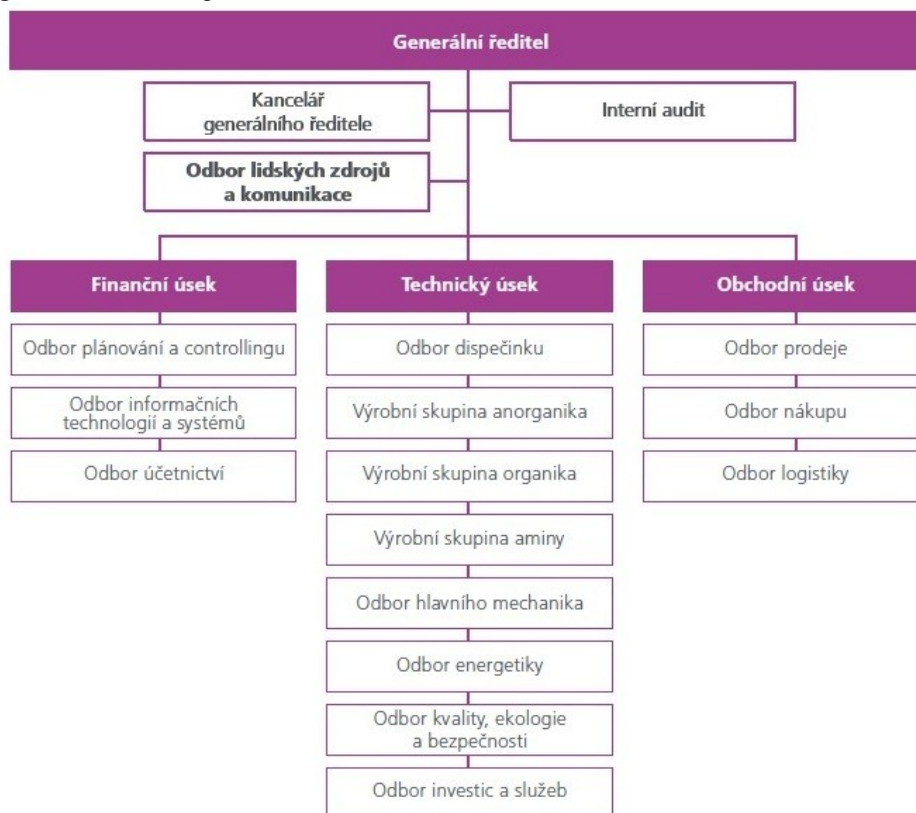 Generální ředitel
Kancelář
generálního ředitele
Interní audit
Odbor lidských zdrojů
a komunikace
Finanční úsek
Odbor plánování a controllingu
Odbor informačních
technologií a systémů
Odbor účetnictví
Technický úsek
Odbor dispečinku
Výrobní skupina anorganika
Výrobní skupina organika
Výrobní skupina aminy
Odbor hlavního mechanika
Odbor energetiky
Odbor kvality, ekologie
a bezpečnosti
Odbor investic a služeb
Obchodní úsek
Odbor prodeje
Odbor nákupu
Odbor logistiky